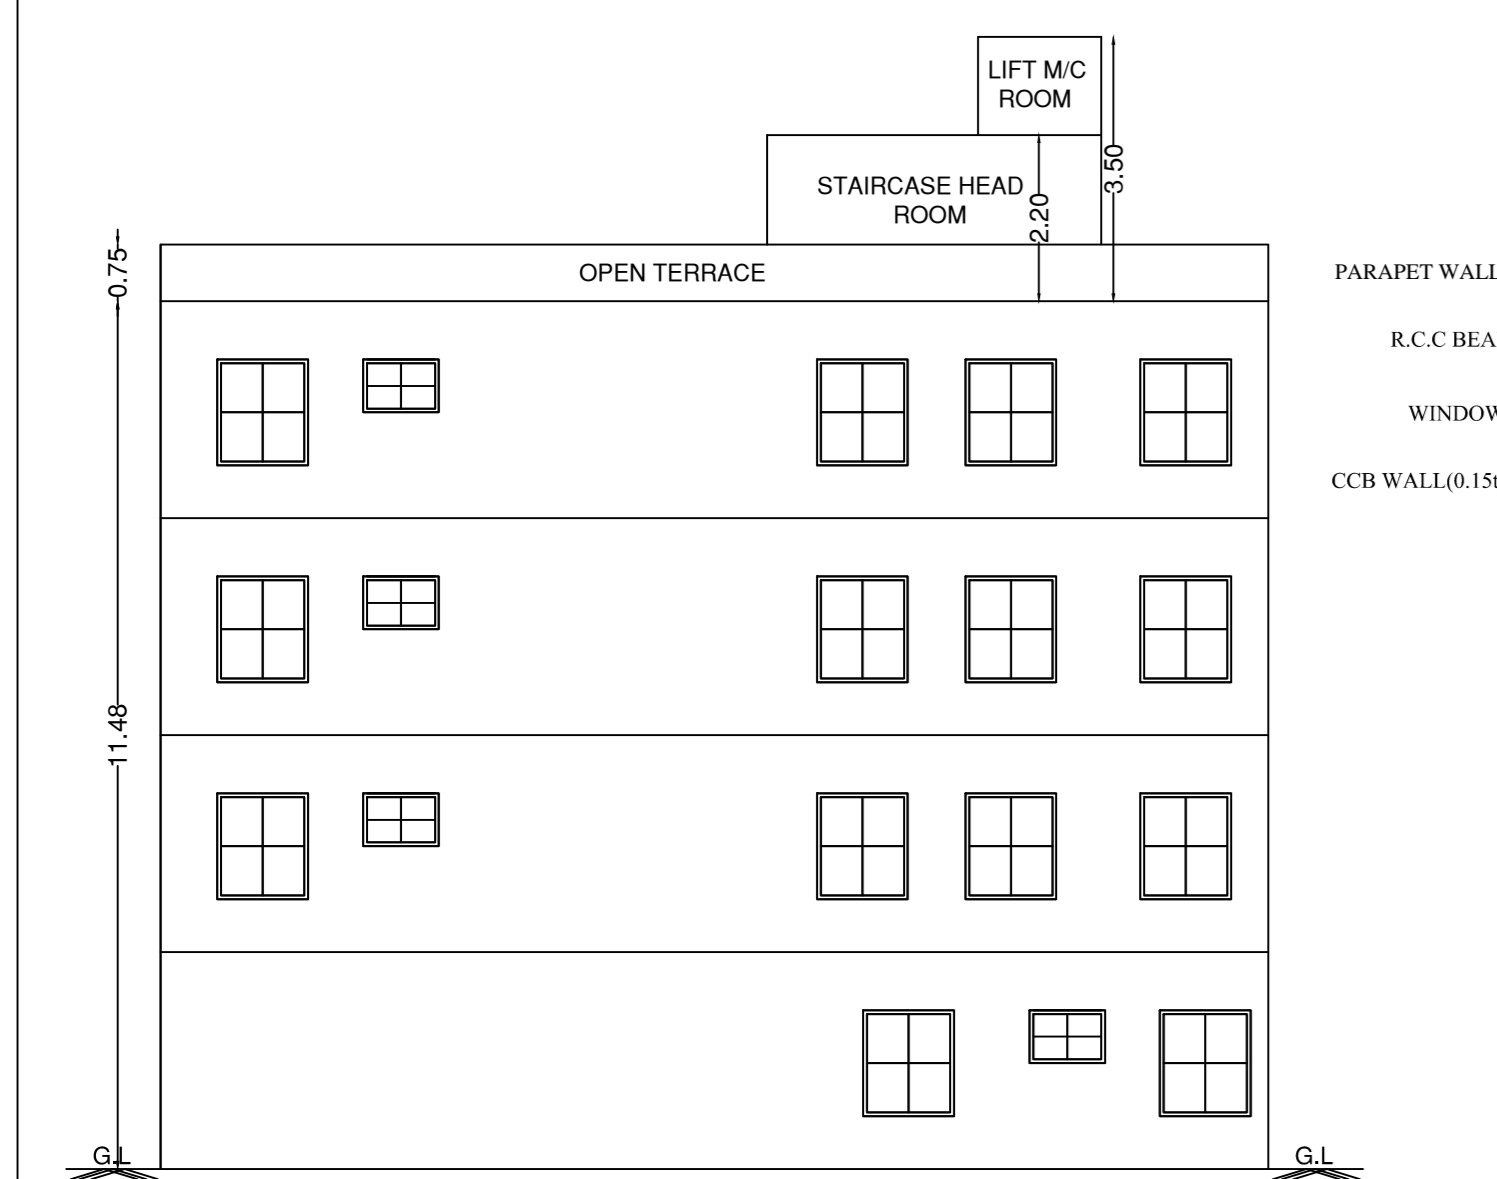 LIFT M/C
ROOM
3.50
STAIRCASE HEAD
ROOM
2.20
0.75
OPEN TERRACE
PARAPET WALL
R.C.C BEA
WINDOW
CCB WALL(0.15t
11.48
G.L
G.L